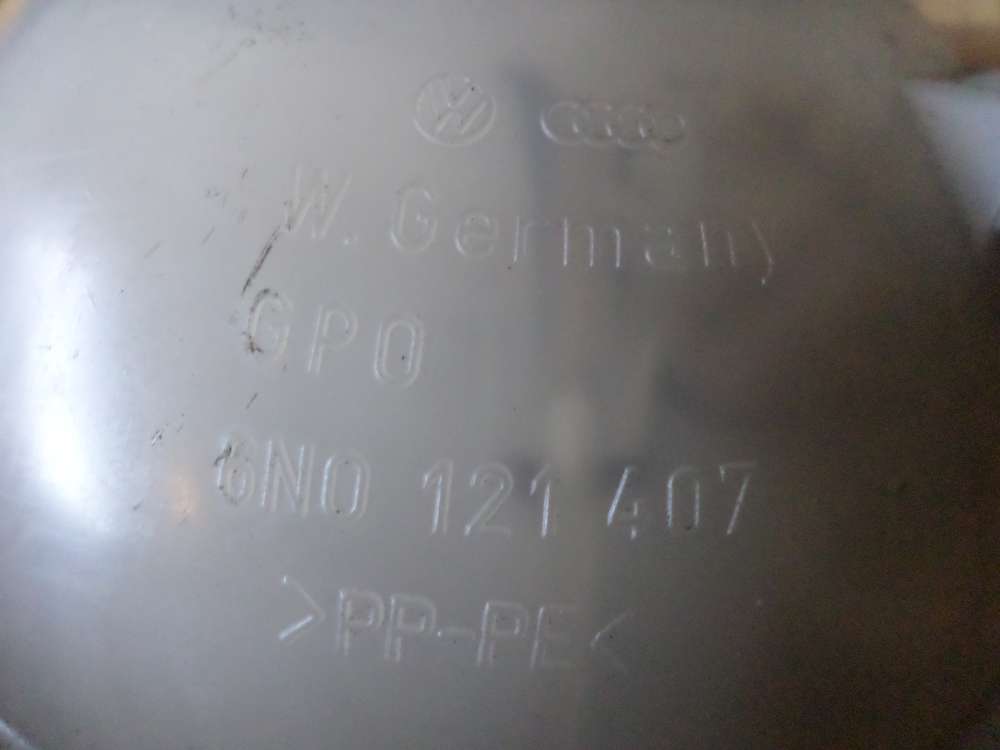 W. Germany
GPO
6N0 121 407
>PP-PE<